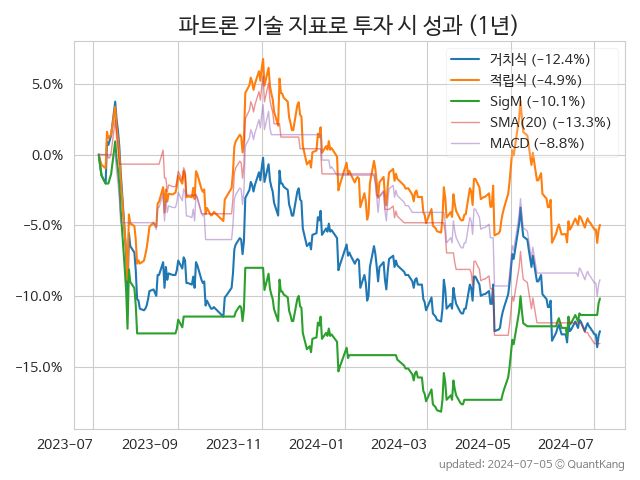 파트론 기술 지표로 투자 시 성과 (1년)
거치식 (−12.4%)
적립식 (−4.9%)
SigM (−10.1%)
SMA(20) (−13.3%)
MACD (−8.8%)
5.0%
0.0%
−5.0%
−10.0%
−15.0%
2023-07 2023-09 2023-11 2024-01 2024-03 2024-05 2024-07
updated: 2024-07-05 ⓒ QuantKang